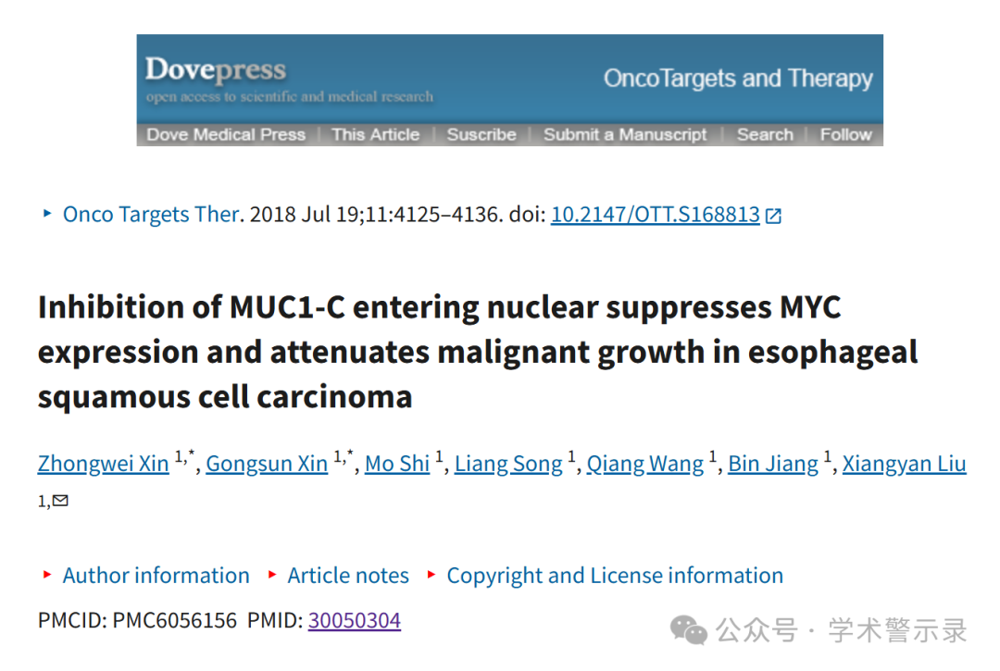 Dovepress
open access to scientific and medical research
OncoTargets and Therapy
Dove Medical Press | This Article | Suscribe | Submit a Manuscript | Search | Follow
Onco Targets Ther. 2018 Jul 19;11:4125–4136. doi: 10.2147/OTT.S168813
Inhibition of MUC1-C entering nuclear suppresses MYC
expression and attenuates malignant growth in esophageal
squamous cell carcinoma
Zhongwei Xin 1,*, Gongsun Xin 1,*, Mo Shi 1, Liang Song 1, Qiang Wang 1, Bin Jiang 1, Xiangyan Liu
1,✉
Author information Article notes Copyright and License information
PMCID: PMC6056156 PMID: 30050304
公众号 · 学术警示录